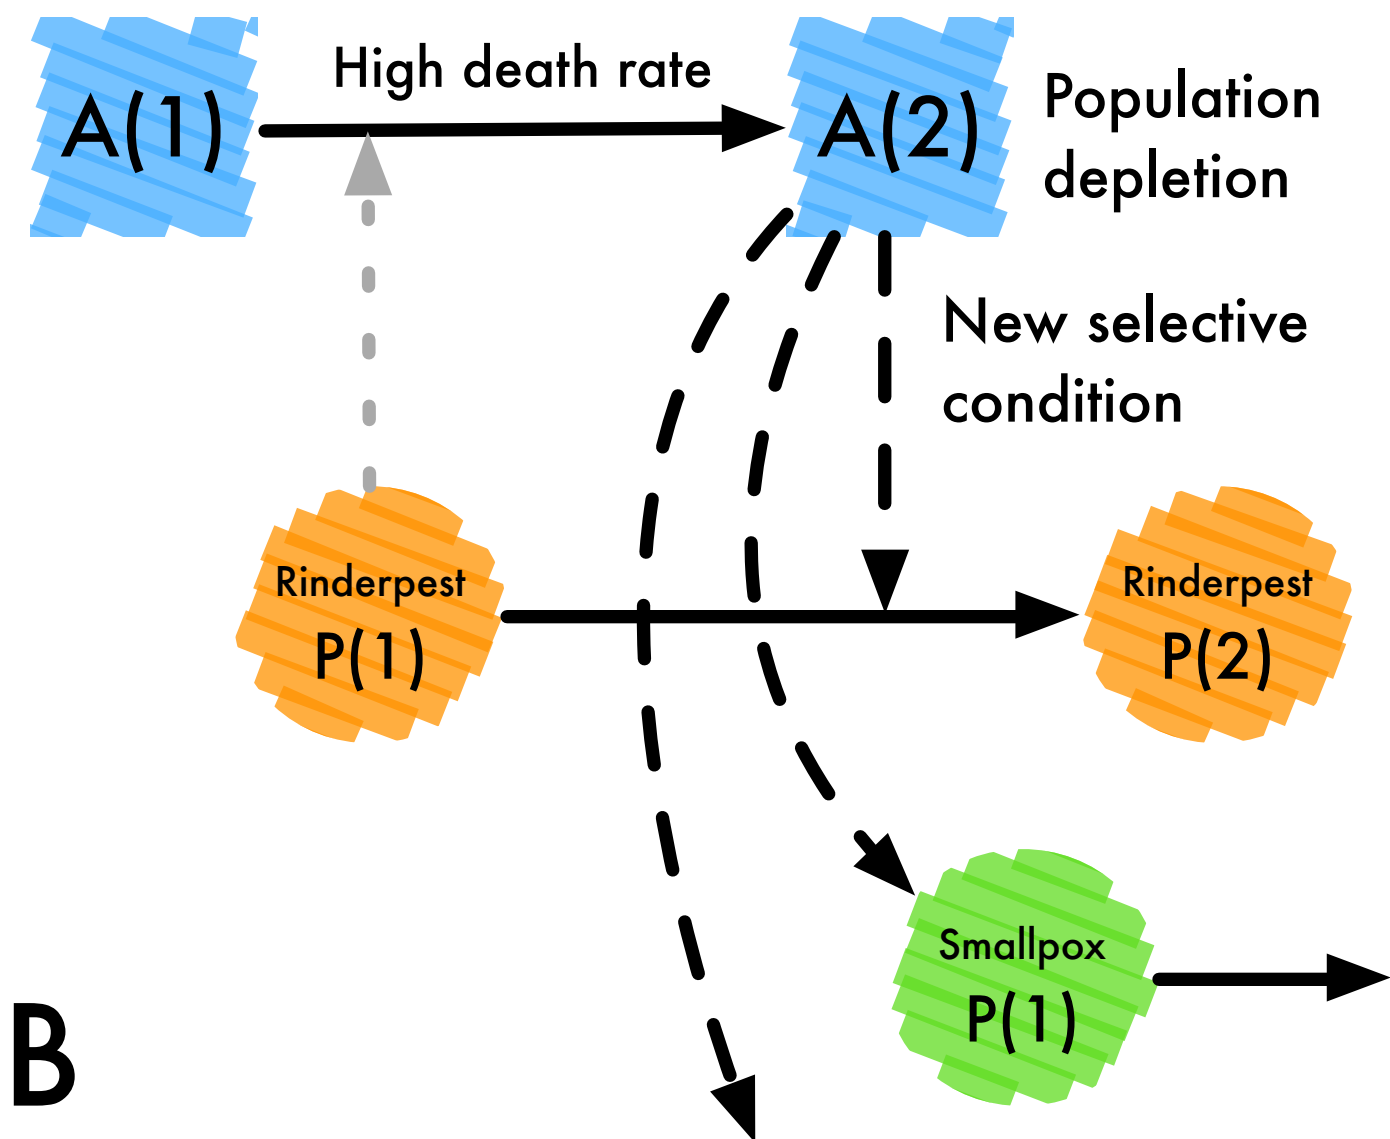 A(1)
High death rate
A(2)
Population
depletion
New selective
condition
Rinderpest
P(1)
Rinderpest
P(2)
Smallpox
P(1)
B